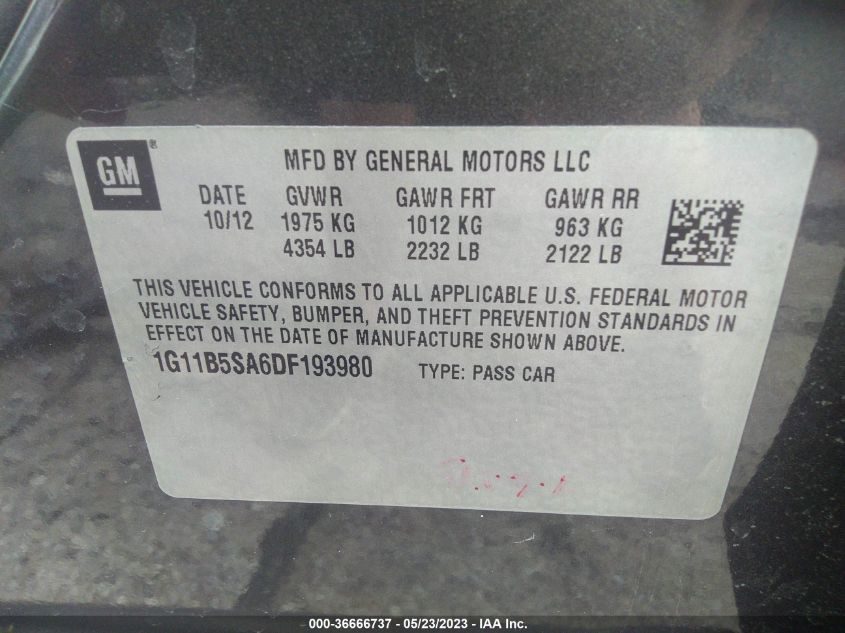 GM®
MFD BY GENERAL MOTORS LLC
DATE GVWR GAWR FRT GAWR RR
10/12 1975 KG 1012 KG 963 KG
4354 LB 2232 LB 2122 LB
THIS VEHICLE CONFORMS TO ALL APPLICABLE U.S. FEDERAL MOTOR
VEHICLE SAFETY, BUMPER, AND THEFT PREVENTION STANDARDS IN
EFFECT ON THE DATE OF MANUFACTURE SHOWN ABOVE.
1G11B5SA6DF193980 TYPE: PASS CAR
000-36666737 - 05/23/2023 - IAA Inc.